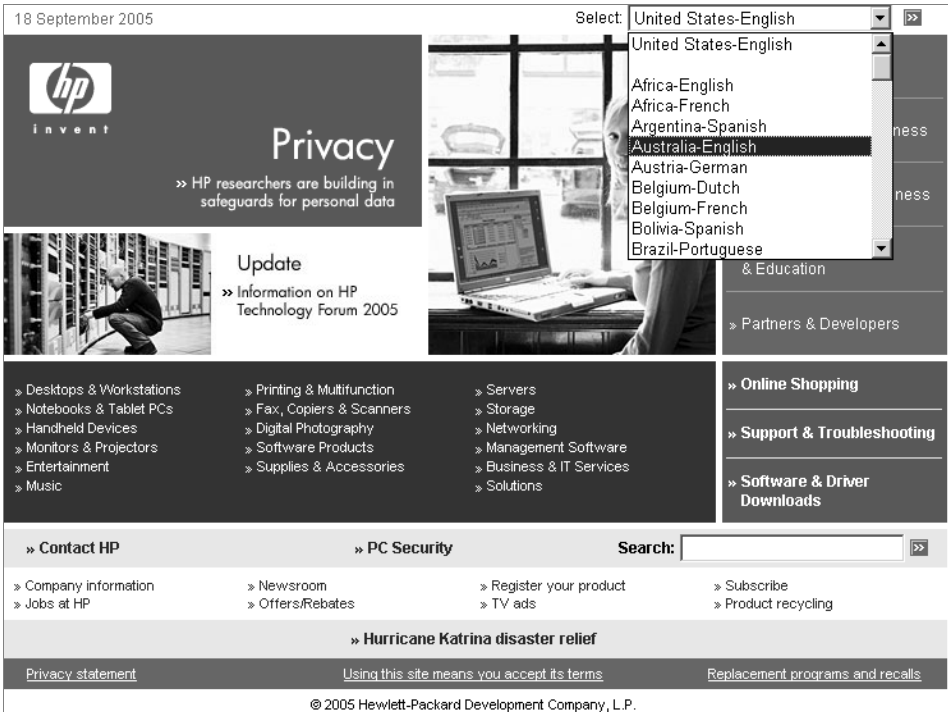 18 September 2005
Select: United States-English
United States-English
Africa-English
Africa-French
Argentina-Spanish
Australia-English
Austria-German
Belgium-Dutch
Belgium-French
Bolivia-Spanish
Brazil-Portuguese
hp
invent
Privacy
» HP researchers are building in
safeguards for personal data
Update
» Information on HP
Technology Forum 2005
ness
ness
& Education
» Partners & Developers
» Desktops & Workstations
» Notebooks & Tablet PCs
» Handheld Devices
» Monitors & Projectors
» Entertainment
» Music
» Printing & Multifunction
» Fax, Copiers & Scanners
» Digital Photography
» Software Products
» Supplies & Accessories
» Servers
» Storage
» Networking
» Management Software
» Business & IT Services
» Solutions
» Online Shopping
» Support & Troubleshooting
» Software & Driver
Downloads
» Contact HP
» PC Security
Search:
» Company information
» Jobs at HP
» Newsroom
» Offers/Rebates
» Register your product
» TV ads
» Subscribe
» Product recycling
» Hurricane Katrina disaster relief
Privacy statement
Using this site means you accept its terms
Replacement programs and recalls
© 2005 Hewlett-Packard Development Company, L.P.